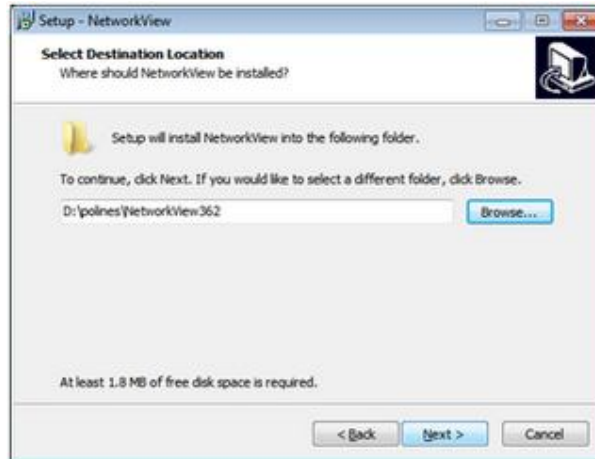 Setup - NetworkView
Select Destination Location
Where should NetworkView be installed?
Setup will install NetworkView into the following folder.
To continue, click Next. If you would like to select a different folder, click Browse.
D:\polines\NetworkView362
Browse...
At least 1.8 MB of free disk space is required.
< Back
Next >
Cancel